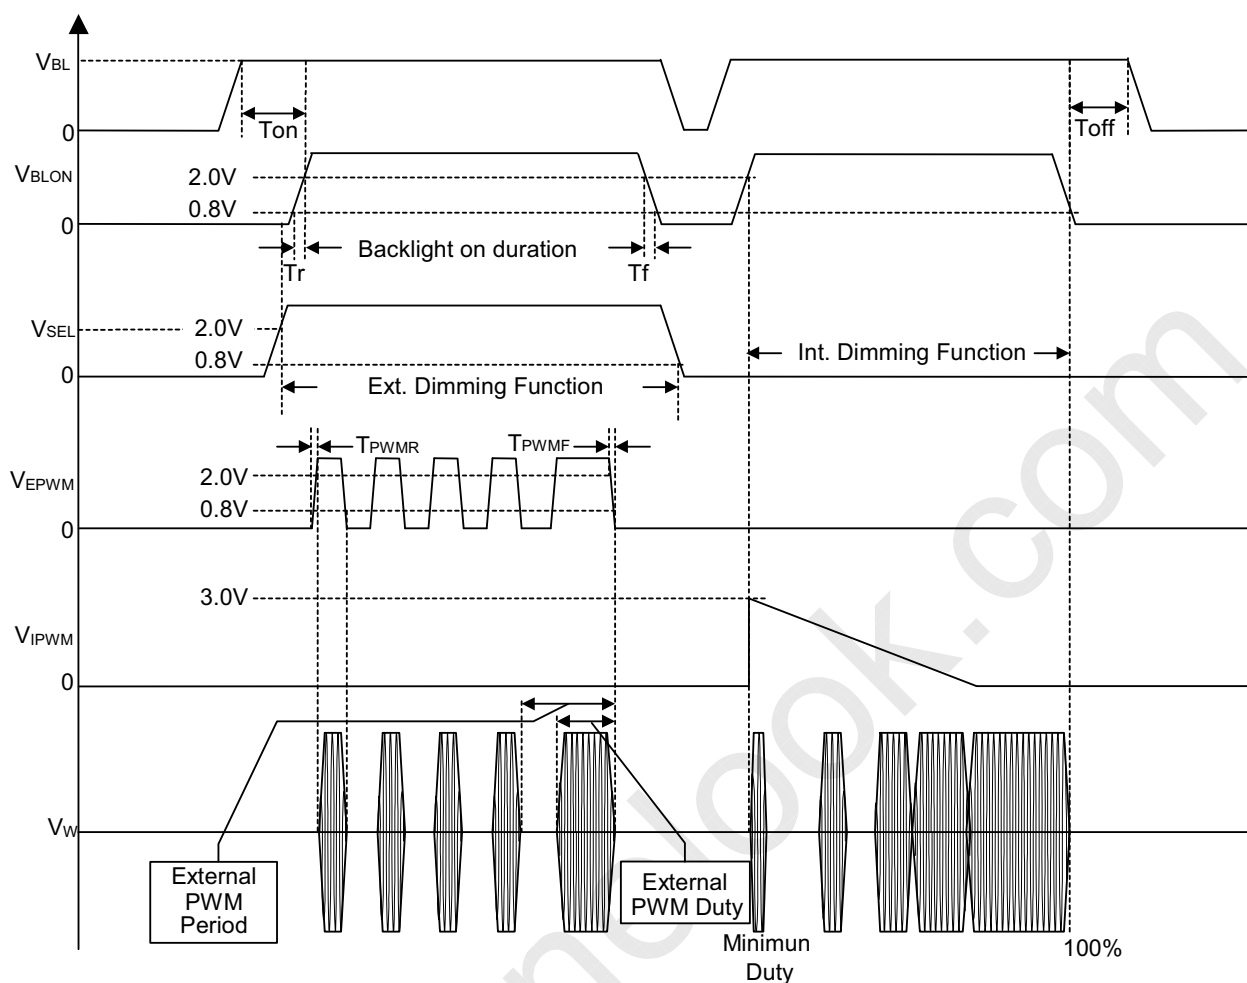 VBL
0
Ton
Toff
VBLON
2.0V
0.8V
0
Backlight on duration
Tr
Tf
VSEL
2.0V
0.8V
0
Ext. Dimming Function
Int. Dimming Function
TPWMR
TPWMF
VEPWM
2.0V
0.8V
0
3.0V
VIPWM
0
VW
External
PWM
Period
External
PWM Duty
Minimun
Duty
100%
nelook.com